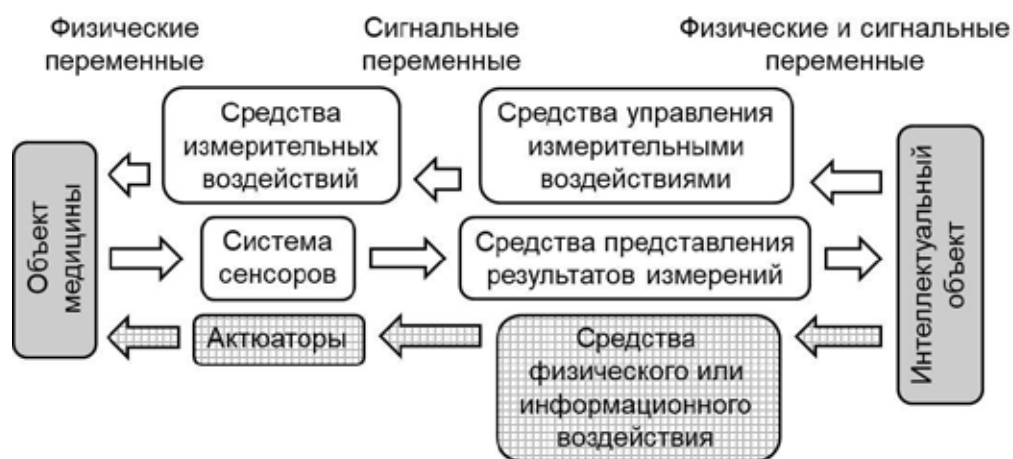 Физические
переменные
Сигнальные
переменные
Физические и сигнальные
переменные
Объект
медицины
Средства
измерительных
воздействий
Средства управления
измерительными
воздействиями
Система
сенсоров
Средства представления
результатов измерений
Актюаторы
Средства
физического или
информационного
воздействия
Интеллектуальный
объект